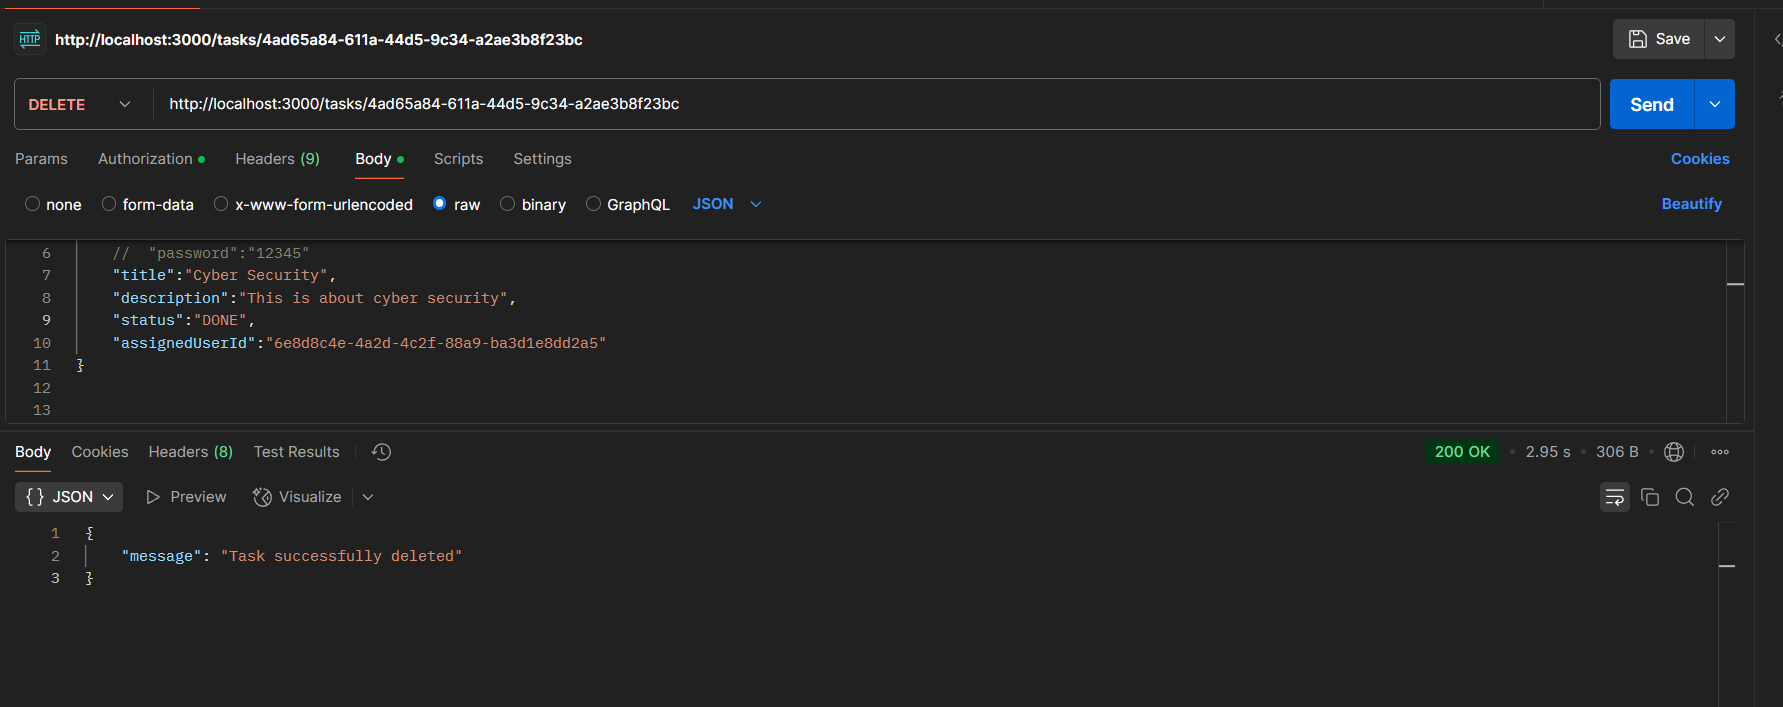 HTTP http://localhost:3000/tasks/4ad65a84-611a-44d5-9c34-a2ae3b8f23bc Save
DELETE http://localhost:3000/tasks/4ad65a84-611a-44d5-9c34-a2ae3b8f23bc Send
Params Authorization Headers (9) Body Scripts Settings Cookies
none form-data x-www-form-urlencoded raw binary GraphQL JSON Beautify
6 // "password":"12345"
7 "title":"Cyber Security",
8 "description":"This is about cyber security",
9 "status":"DONE",
10 "assignedUserId":"6e8d8c4e-4a2d-4c2f-88a9-ba3d1e8dd2a5"
11 }
12
13
Body Cookies Headers (8) Test Results 200 OK • 2.95 s • 306 B •
{} JSON Preview Visualize
1 {
2 "message": "Task successfully deleted"
3 }